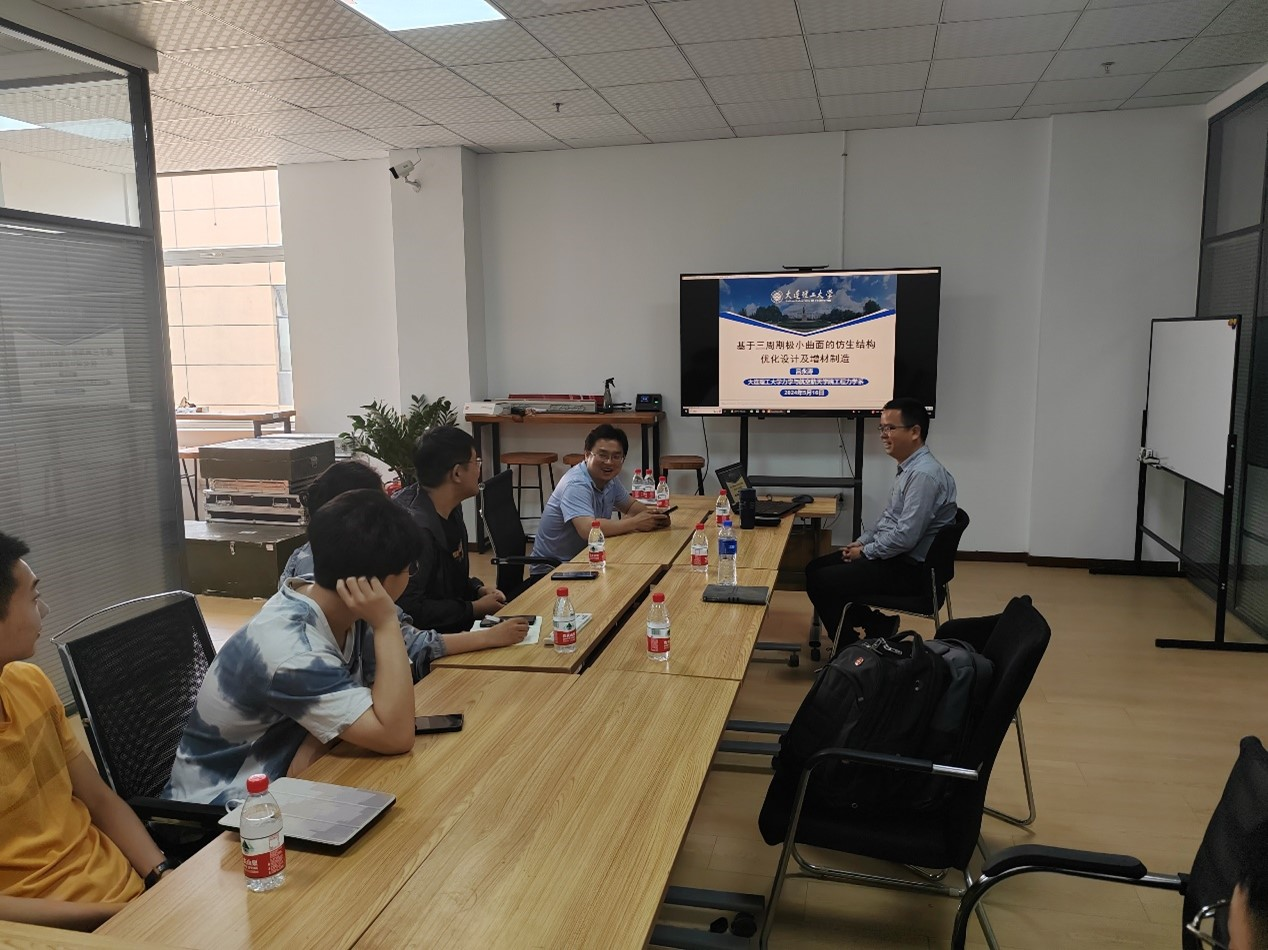 大连理工大学
基于三周期极小曲面的仿生结构
优化设计及增材制造
吕永涛
大连理工大学力学与航空航天学院工程力学系
2024年5月16日